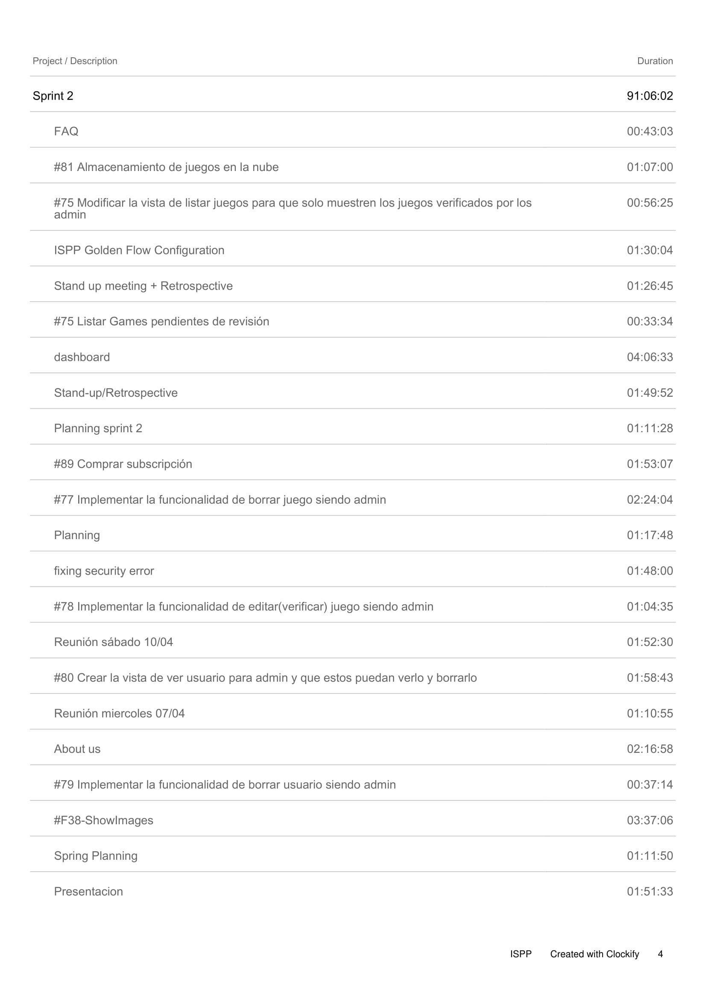 Project / Description Duration
Sprint 2 91:06:02
FAQ 00:43:03
#81 Almacenamiento de juegos en la nube 01:07:00
#75 Modificar la vista de listar juegos para que solo muestren los juegos verificados por los 00:56:25
admin
ISPP Golden Flow Configuration 01:30:04
Stand up meeting + Retrospective 01:26:45
#75 Listar Games pendientes de revisión 00:33:34
dashboard 04:06:33
Stand-up/Retrospective 01:49:52
Planning sprint 2 01:11:28
#89 Comprar subscripción 01:53:07
#77 Implementar la funcionalidad de borrar juego siendo admin 02:24:04
Planning 01:17:48
fixing security error 01:48:00
#78 Implementar la funcionalidad de editar(verificar) juego siendo admin 01:04:35
Reunión sábado 10/04 01:52:30
#80 Crear la vista de ver usuario para admin y que estos puedan verlo y borrarlo 01:58:43
Reunión miercoles 07/04 01:10:55
About us 02:16:58
#79 Implementar la funcionalidad de borrar usuario siendo admin 00:37:14
#F38-ShowImages 03:37:06
Spring Planning 01:11:50
Presentacion 01:51:33
ISPP Created with Clockify 4